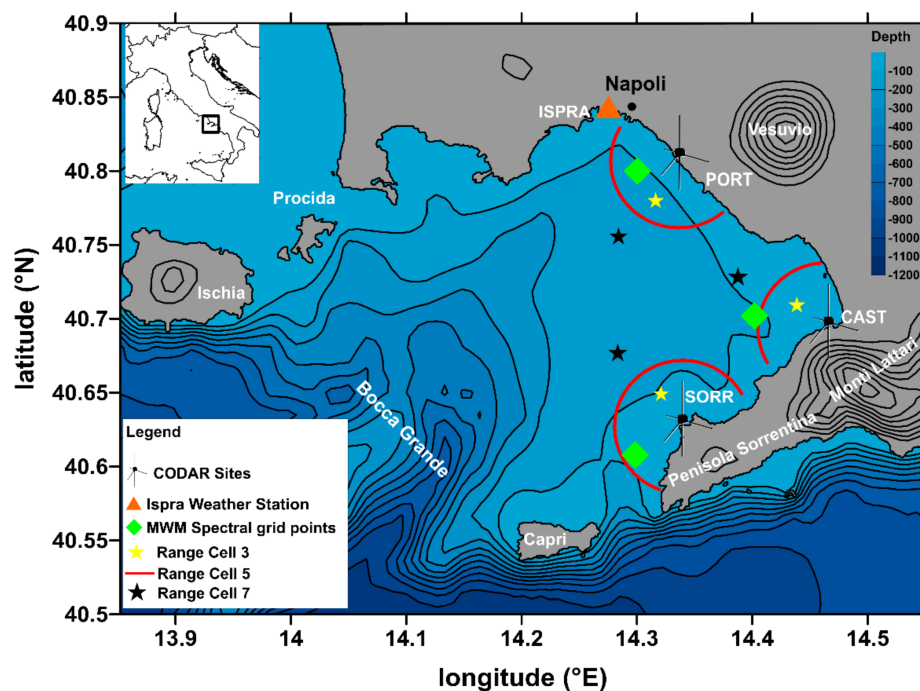 40.9
40.85
40.8
40.75
40.7
40.65
40.6
40.55
40.5
latitude (°N)
13.9
14
14.1
14.2
14.3
14.4
14.5
longitude (°E)
Depth
-100
-200
-300
-400
-500
-600
-700
-800
-900
-1000
-1100
-1200
Napoli
ISPRA
Vesuvio
PORT
Procida
Ischia
CAST
SORR
Monti Lattari
Penisola Sorrentina
Bocca Grande
Capri
Legend
CODAR Sites
Ispra Weather Station
MWM Spectral grid points
Range Cell 3
Range Cell 5
Range Cell 7